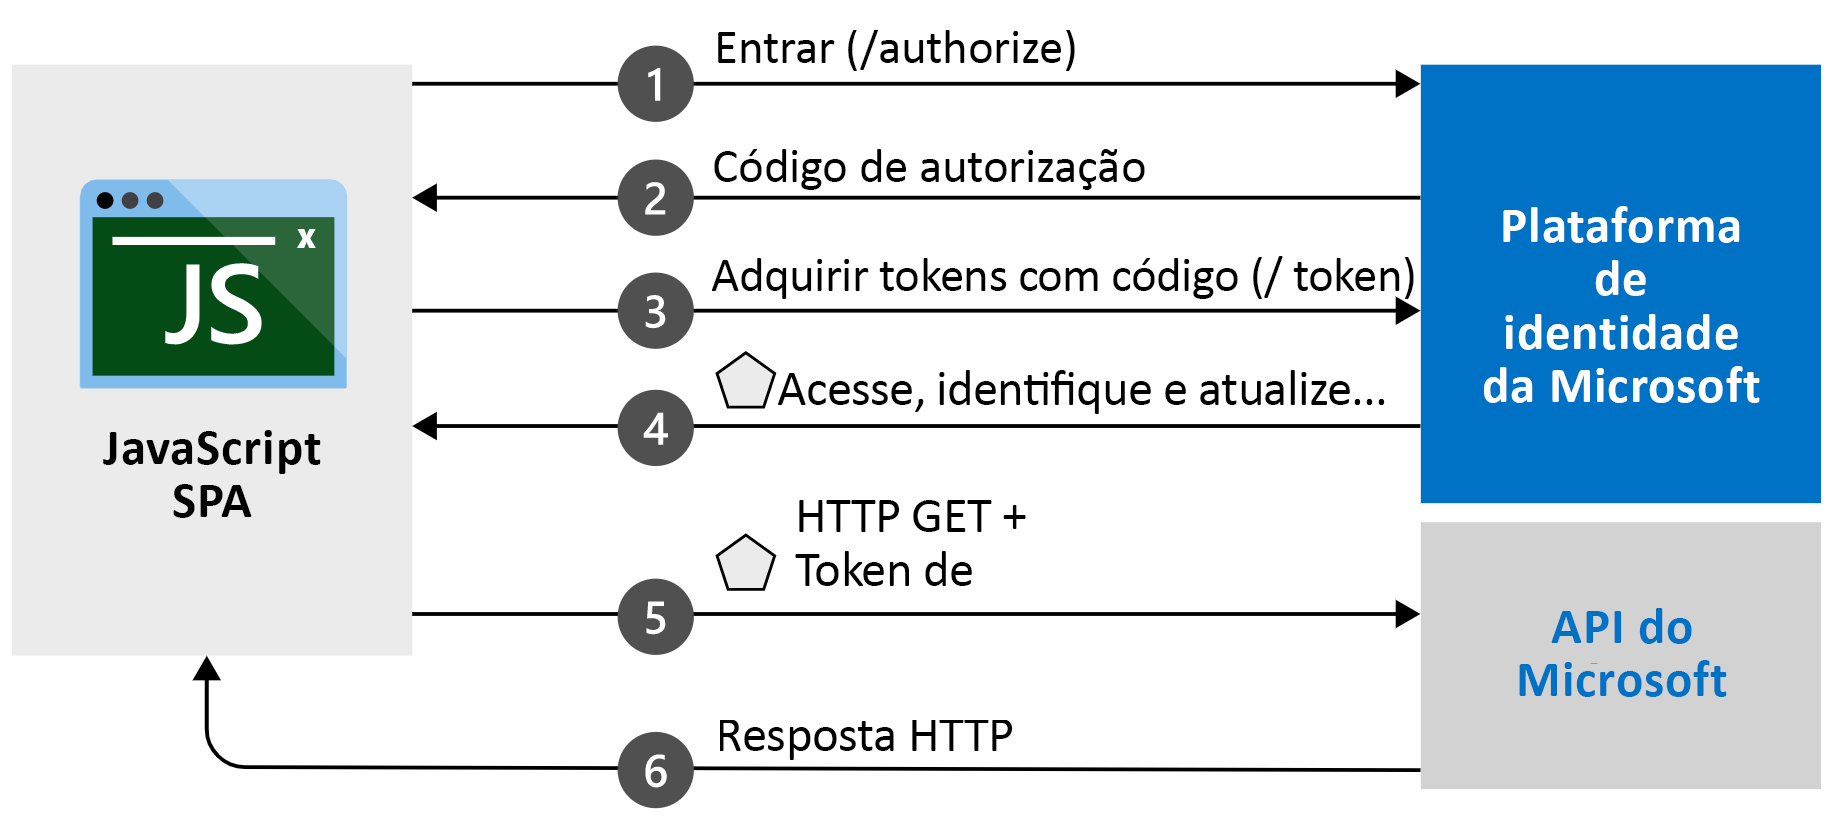 Entrar (/authorize)
1
Código de autorização
2
Adquirir tokens com código (/ token)
3
Acesse, identifique e atualize...
4
HTTP GET +
Token de
5
Resposta HTTP
6
x
JS
JavaScript
SPA
Plataforma
de
identidade
da Microsoft
API do
Microsoft